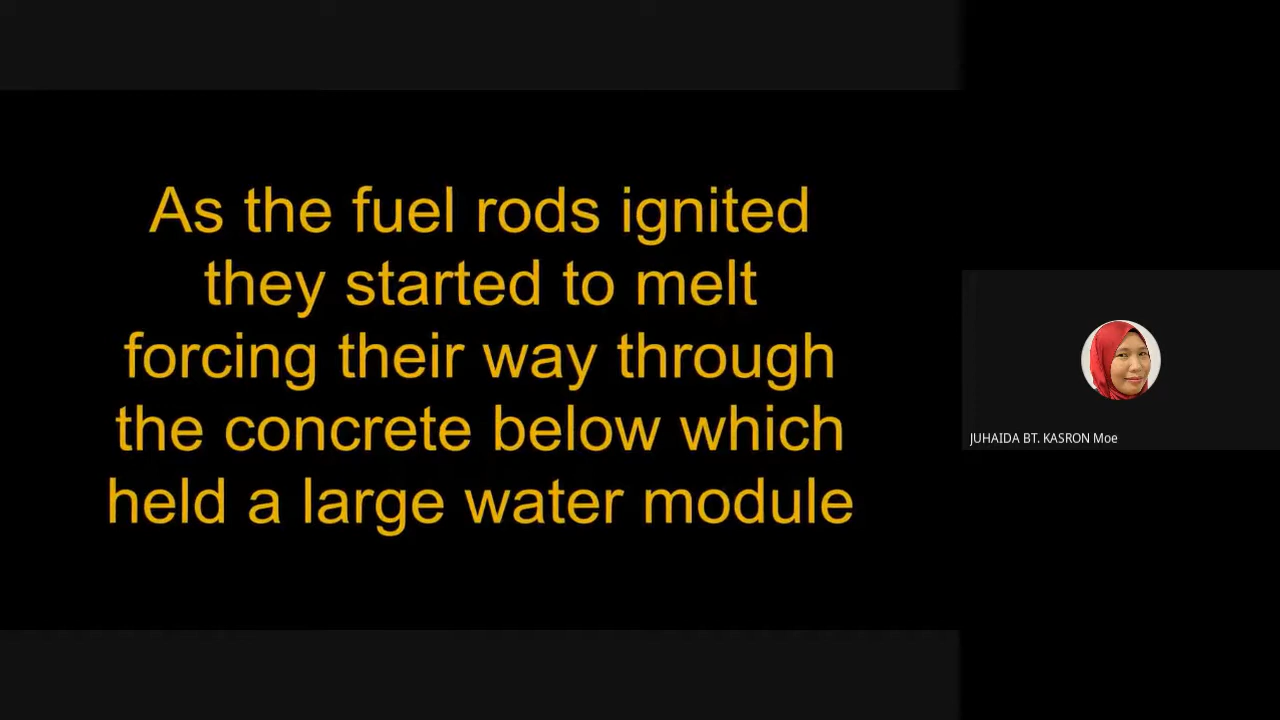 As the fuel rods ignited
they started to melt
forcing their way through
the concrete below which
held a large water module
JUHAIDA BT. KASRON Moe